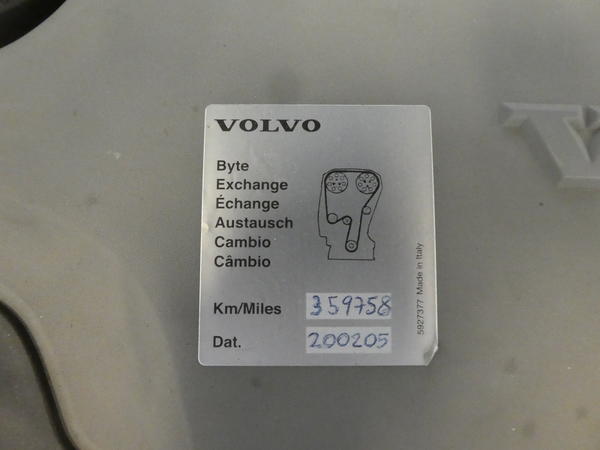 VOLVO
Byte
Exchange
Échange
Austausch
Cambio
Câmbio
Km/Miles 359758
Dat. 200205
5927377 Made in Italy
V